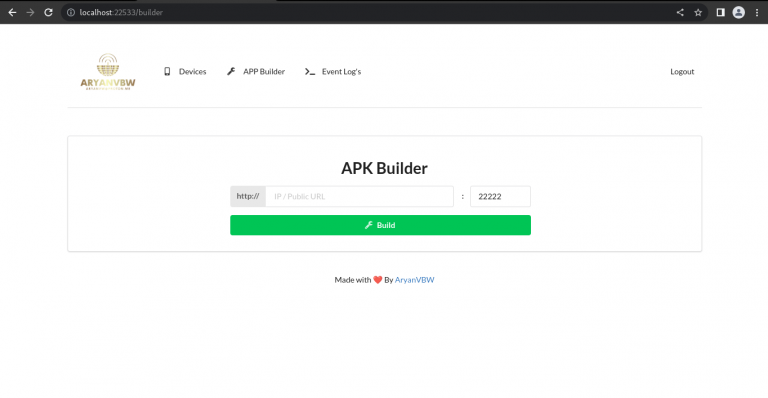 localhost:22533/builder
ARYANVBW
Devices
APP Builder
Event Log's
Logout
APK Builder
http://
IP / Public URL
:
22222
Build
Made with ❤️ By AryanVBW